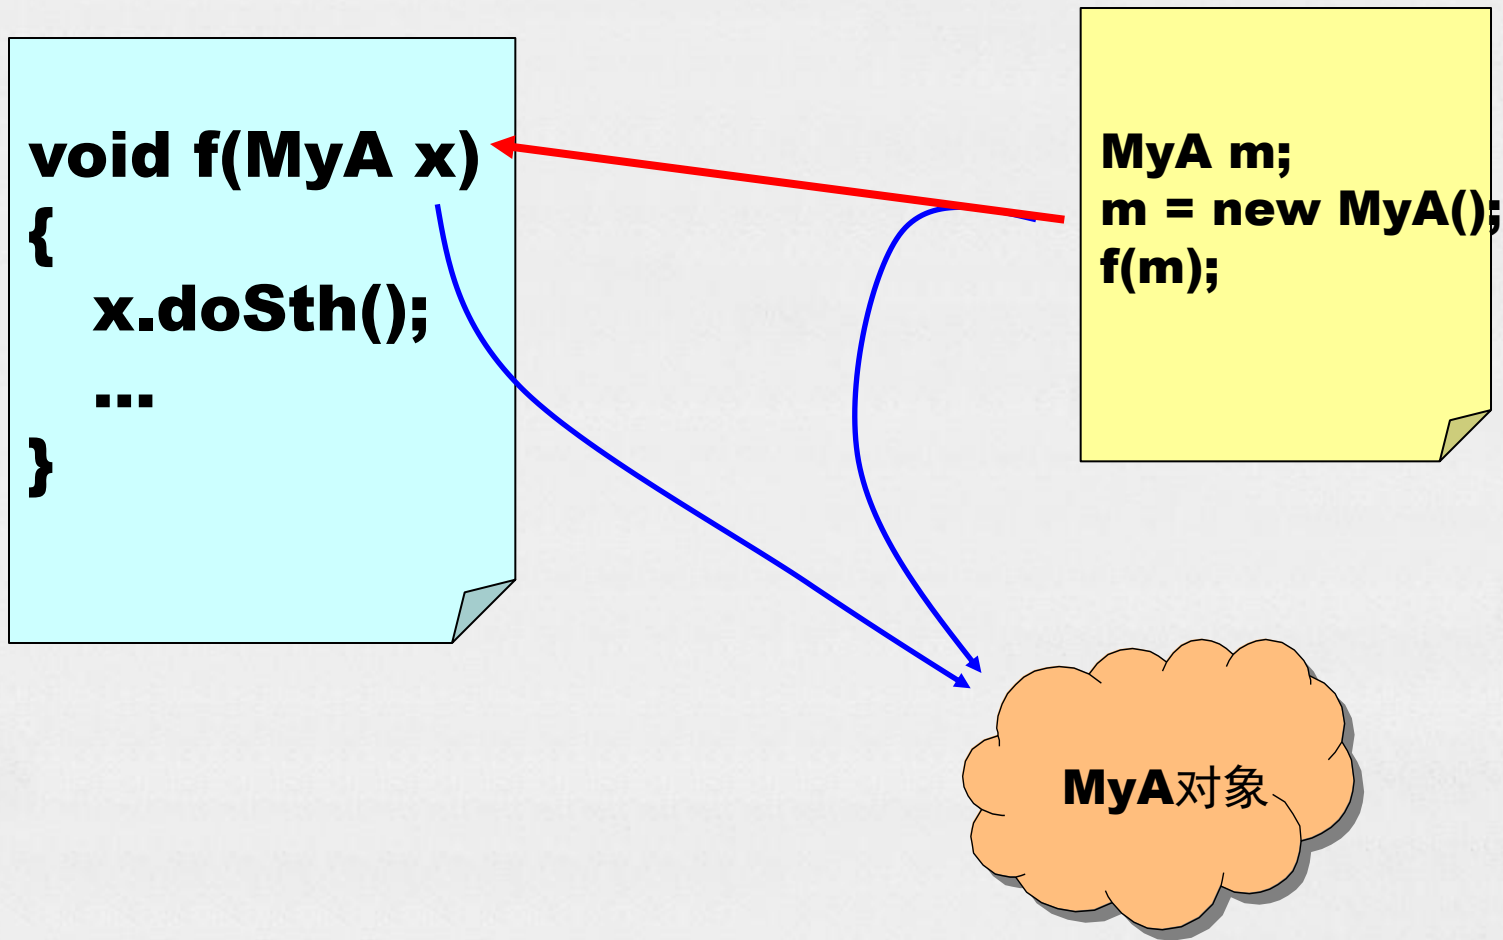 void f(MyA x)
{
x.doSth();
...
}
MyA m;
m = new MyA();
f(m);
MyA对象